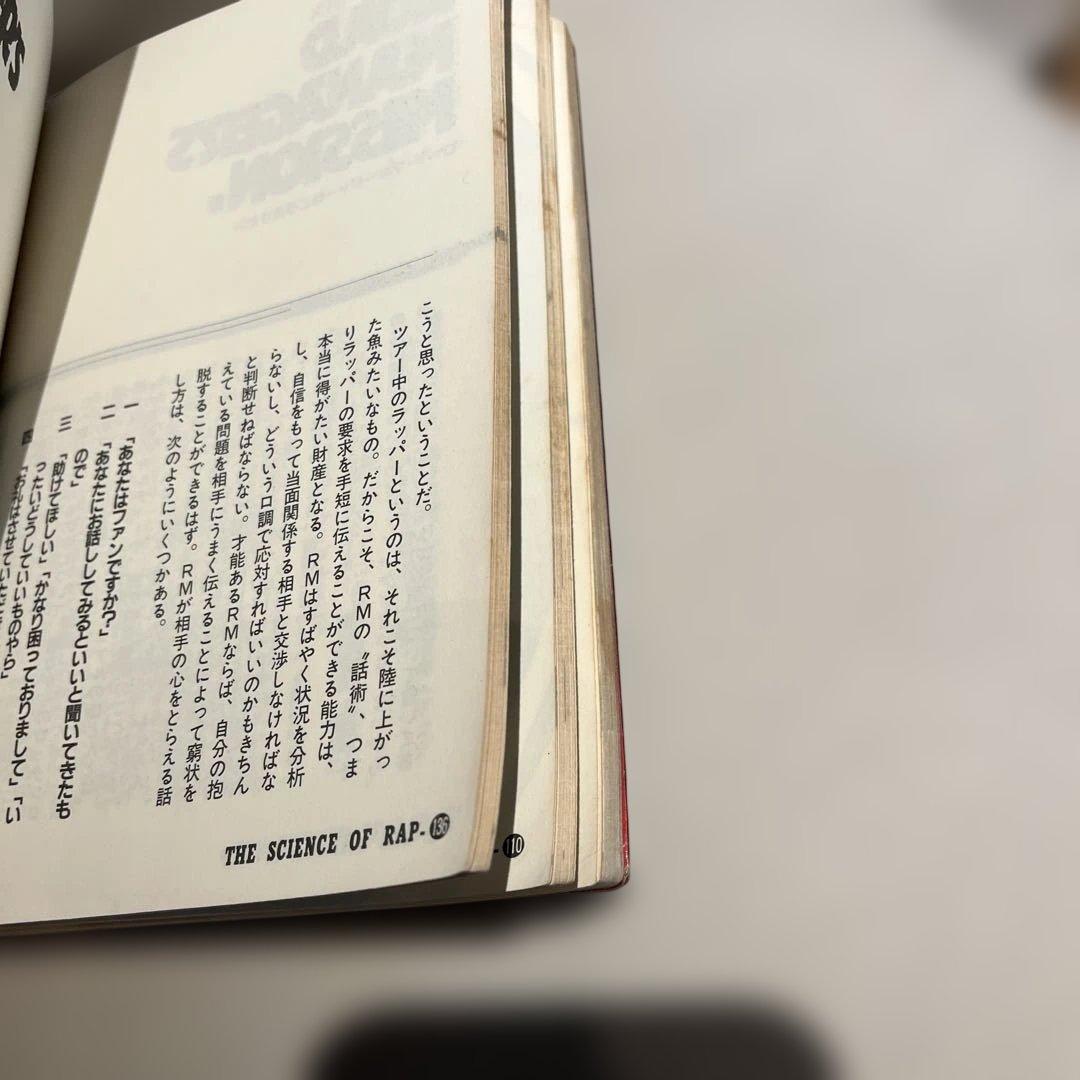 こうと思ったということだ。
ツアー中のラッパーというのは、それこそ陸に上がっ
た魚みたいなもの。だからこそ、RMの〝話術〟、つま
りラッパーの要求を手短に伝えることができる能力は、
本当に得がたい財産となる。RMはすばやく状況を分析
し、自信をもって当面関係する相手と交渉しなければな
らないし、どういう口調で応対すればいいのかもきちん
と判断せねばならない。才能あるRMならば、自分の抱
えている問題を相手にうまく伝えることによって窮状を
脱することができるはず。RMが相手の心をとらえる話
し方は、次のようにいくつかある。
一 「あなたはファンですか?」
二 「あなたにお話ししてみるといいと聞いてきたも
ので」
三 「助けてほしい」「かなり困っておりまして」「い
ったいどうしていいものやら」
四
THE SCIENCE OF RAP-136
-110